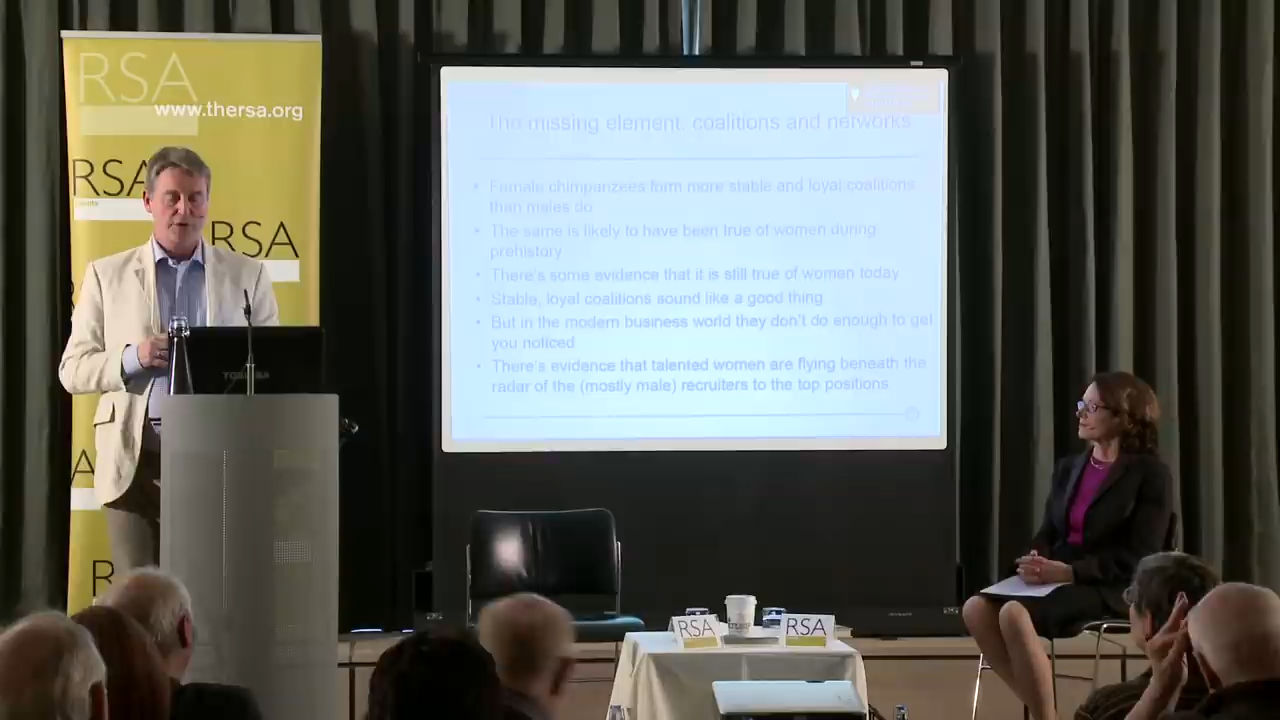 RSA
www.thersa.org
RSA
RSA
The missing element: coalitions and networks
• Female chimpanzees form more stable and loyal coalitions
than males do
• The same is likely to have been true of women during
prehistory
• There's some evidence that it is still true of women today
• Stable, loyal coalitions sound like a good thing
• But in the modern business world they don't do enough to get
you noticed
• There's evidence that talented women are flying beneath the
radar of the (mostly male) recruiters to the top positions
TOSHIBA
A
R
RSA
RSA